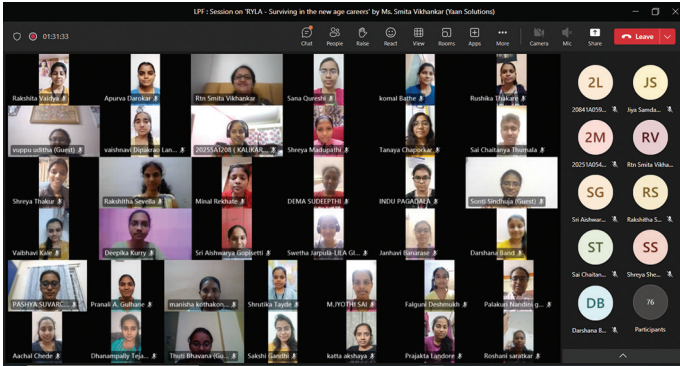 LPF : Session on 'RYLA - Surviving in the new age careers' by Ms. Smita Vikhankar (Yaan Solutions)
01:31:33
Chat People Raise React View Rooms Apps More Camera Mic Share Leave
Rakshita Vaidya Apurva Darokar Rtn Smita Vikhankar Sana Qureshi komal Bathe Rushika Thakare
vuppu uditha (Guest) vaishnavi Dipakrao Lan... 20255AI208 ( KALIKAR... Shreya Madupathi Tanaya Chaporkar Sai Chaitanya Thumala
Shreya Thakur Rakshitha Sevella Minal Rekhate DEMA SUDEEPTHI INDU PAGADALA Sonti Sindhuja (Guest)
Vaibhavi Kale Deepika Kurry Sri Aishwarya Gopisetti Swetha Jarpula-LILA GI... Janhavi Banarase Darshana Band
PASHYA SUVARC... Pranali A. Gulhane manisha kothakon... Shrutika Tayde M.JYOTHI SAI Falguni Deshmukh Palakuri Nandini g...
Aachal Chede Dhanampally Teja... Thuti Bhavana (Gu... Sakshi Gandhi katta akshaya Prajakta Landore Roshani saratkar
2L JS
20841A059... Jiya Samda...
2M RV
20251A054... Rtn Smita Vikha...
SG RS
Sri Aishwar... Rakshitha S...
ST SS
Sai Chaitan... Shreya She...
DB 76
Darshana B... Participants